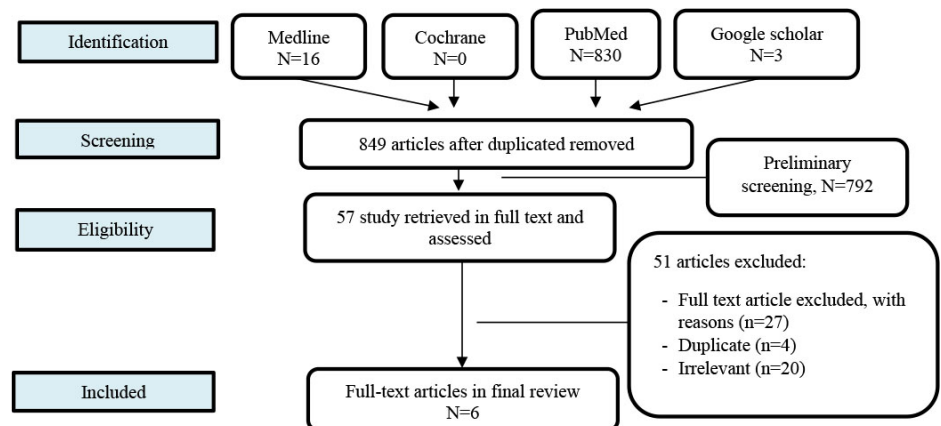 Identification
Medline
N=16
Cochrane
N=0
PubMed
N=830
Google scholar
N=3
Screening
849 articles after duplicated removed
Preliminary
screening, N=792
Eligibility
57 study retrieved in full text and
assessed
51 articles excluded:
- Full text article excluded, with
reasons (n=27)
- Duplicate (n=4)
- Irrelevant (n=20)
Included
Full-text articles in final review
N=6